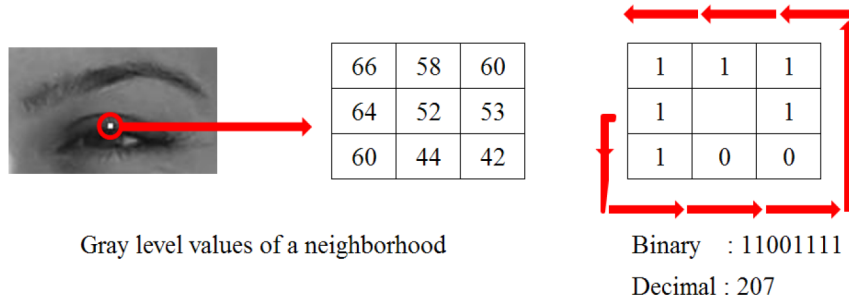 66 58 60
64 52 53
60 44 42
1 1 1
1 1
1 0 0
Gray level values of a neighborhood
Binary : 11001111
Decimal : 207